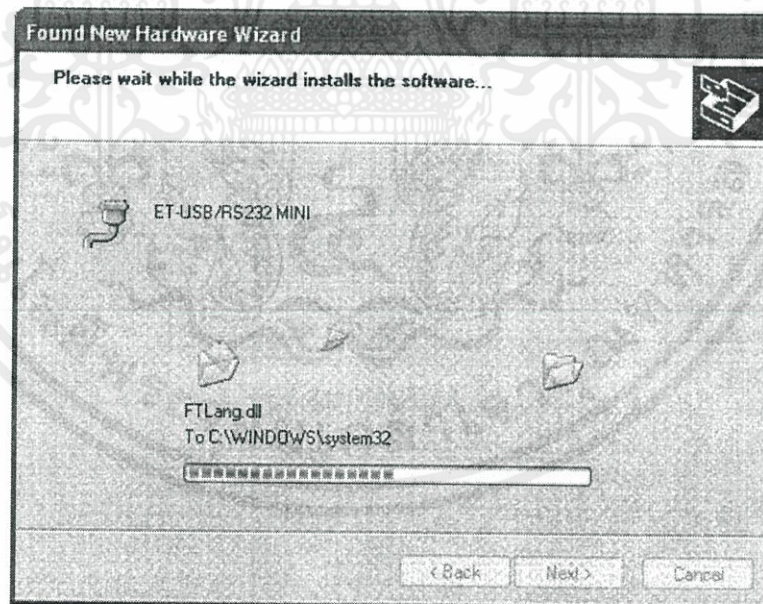 Found New Hardware Wizard
Please wait while the wizard installs the software...
ET-USB/RS232 MINI
FTLang.dll
To C:\WINDOWS\system32
< Back
Next >
Cancel